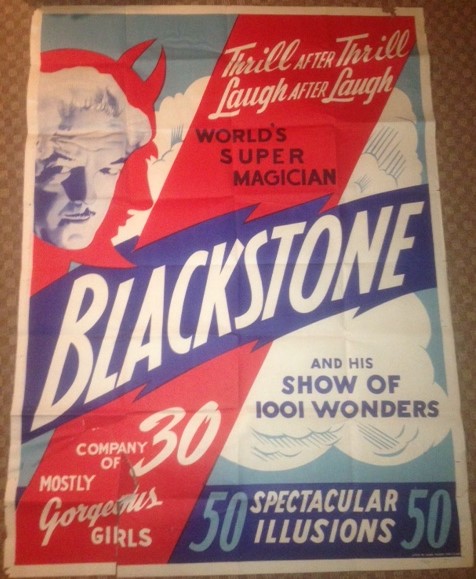 Thrill AFTER Thrill
Laugh AFTER Laugh
WORLD'S
SUPER
MAGICIAN
BLACKSTONE
AND HIS
SHOW OF
1001 WONDERS
COMPANY
OF 30
MOSTLY
Gorgeous
GIRLS
50 SPECTACULAR 50
ILLUSIONS